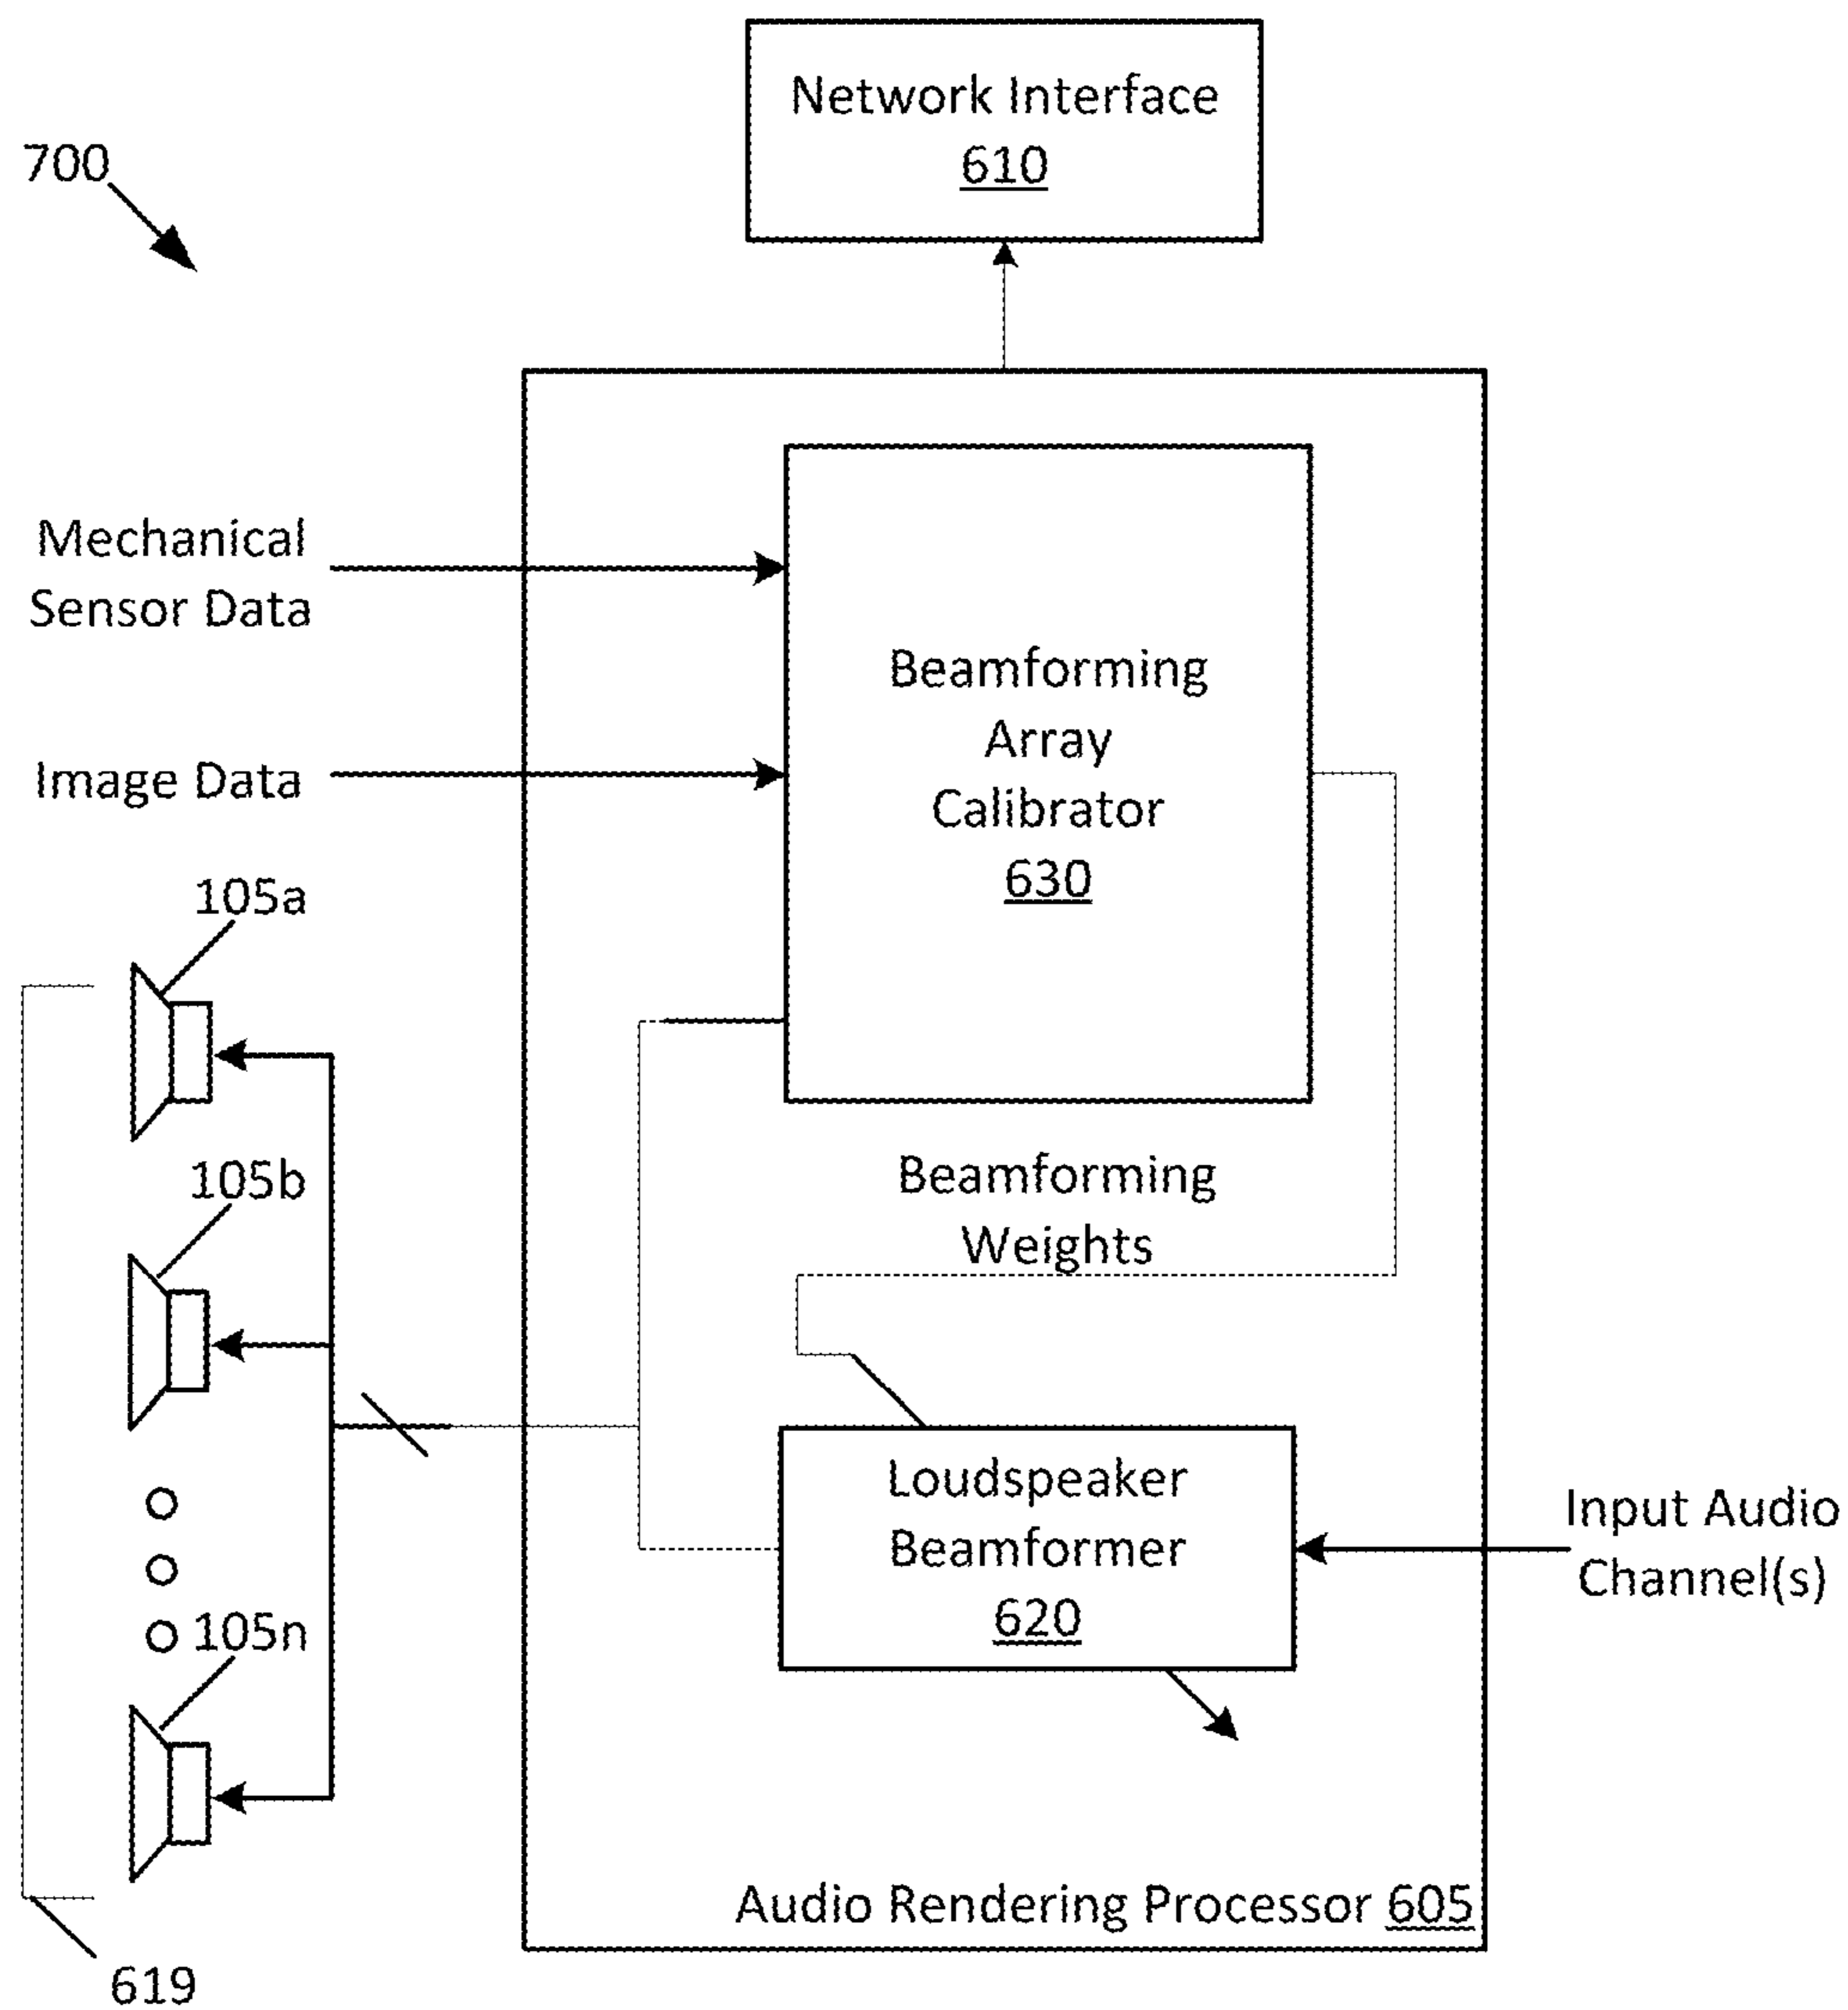 Network Interface
610
700
Mechanical
Sensor Data
Image Data
Beamforming
Array
Calibrator
630
105a
105b
Beamforming
Weights
Loudspeaker
Beamformer
620
Input Audio
Channel(s)
105n
Audio Rendering Processor 605
619